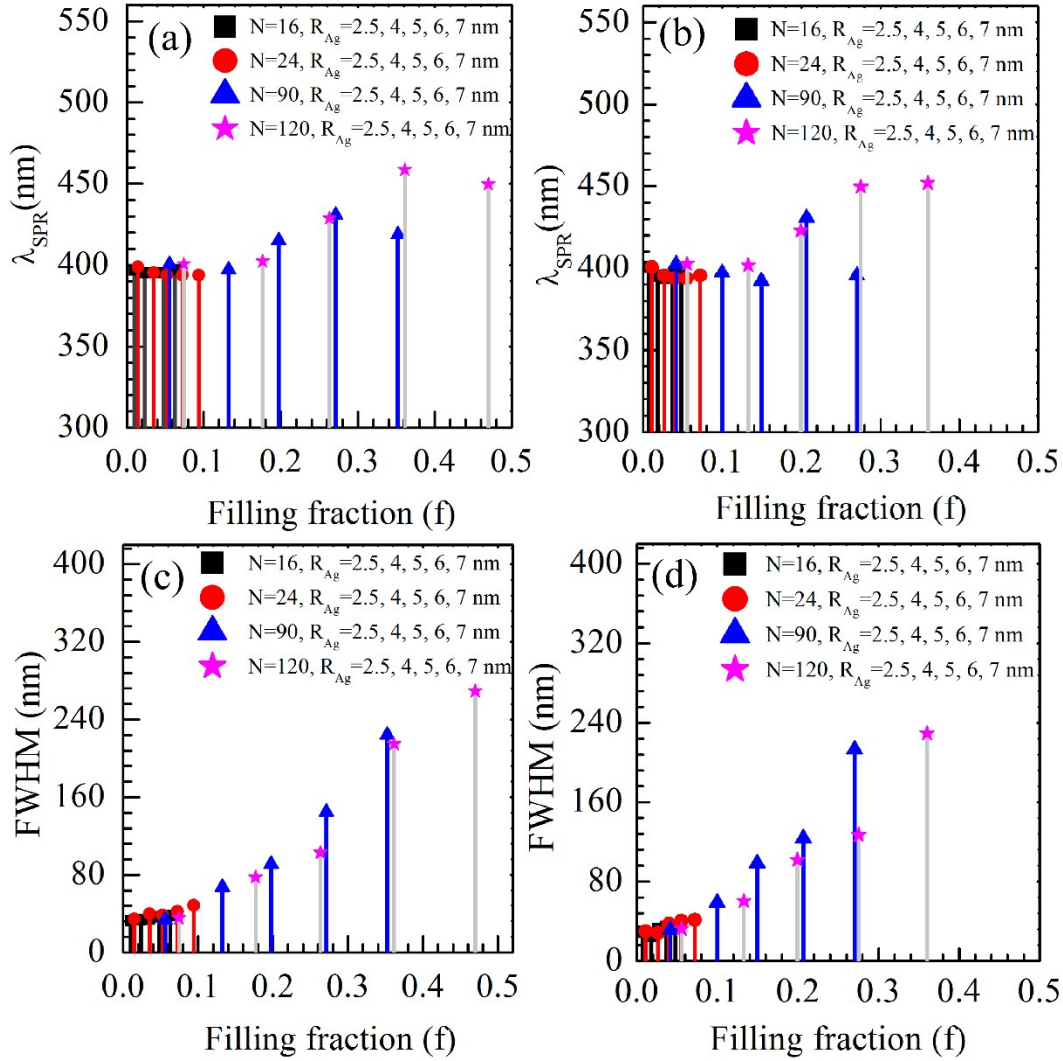 (a)
N=16, R_Ag=2.5, 4, 5, 6, 7 nm
N=24, R_Ag=2.5, 4, 5, 6, 7 nm
N=90, R_Ag=2.5, 4, 5, 6, 7 nm
N=120, R_Ag=2.5, 4, 5, 6, 7 nm
550
500
450
400
350
300
λ_SPR(nm)
0.0 0.1 0.2 0.3 0.4 0.5
Filling fraction (f)
(b)
N=16, R_Ag=2.5, 4, 5, 6, 7 nm
N=24, R_Ag=2.5, 4, 5, 6, 7 nm
N=90, R_Ag=2.5, 4, 5, 6, 7 nm
N=120, R_Ag=2.5, 4, 5, 6, 7 nm
550
500
450
400
350
300
λ_SPR(nm)
0.0 0.1 0.2 0.3 0.4 0.5
Filling fraction (f)
(c)
N=16, R_Ag=2.5, 4, 5, 6, 7 nm
N=24, R_Ag=2.5, 4, 5, 6, 7 nm
N=90, R_Ag=2.5, 4, 5, 6, 7 nm
N=120, R_Ag=2.5, 4, 5, 6, 7 nm
400
320
240
160
80
0
FWHM (nm)
0.0 0.1 0.2 0.3 0.4 0.5
Filling fraction (f)
(d)
N=16, R_Ag=2.5, 4, 5, 6, 7 nm
N=24, R_Ag=2.5, 4, 5, 6, 7 nm
N=90, R_Ag=2.5, 4, 5, 6, 7 nm
N=120, R_Ag=2.5, 4, 5, 6, 7 nm
400
320
240
160
80
0
FWHM (nm)
0.0 0.1 0.2 0.3 0.4 0.5
Filling fraction (f)